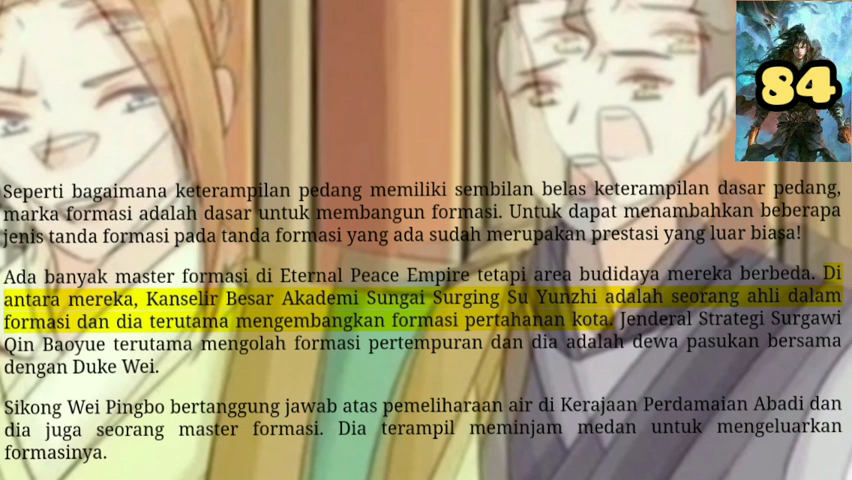 84
Seperti bagaimana keterampilan pedang memiliki sembilan belas keterampilan dasar pedang,
marka formasi adalah dasar untuk membangun formasi. Untuk dapat menambahkan beberapa
jenis tanda formasi pada tanda formasi yang ada sudah merupakan prestasi yang luar biasa!
Ada banyak master formasi di Eternal Peace Empire tetapi area budidaya mereka berbeda. Di
antara mereka, Kanselir Besar Akademi Sungai Surging Su Yunzhi adalah seorang ahli dalam
formasi dan dia terutama mengembangkan formasi pertahanan kota. Jenderal Strategi Surgawi
Qin Baoyue terutama mengolah formasi pertempuran dan dia adalah dewa pasukan bersama
dengan Duke Wei.
Sikong Wei Pingbo bertanggung jawab atas pemeliharaan air di Kerajaan Perdamaian Abadi dan
dia juga seorang master formasi. Dia terampil meminjam medan untuk mengeluarkan
formasinya.